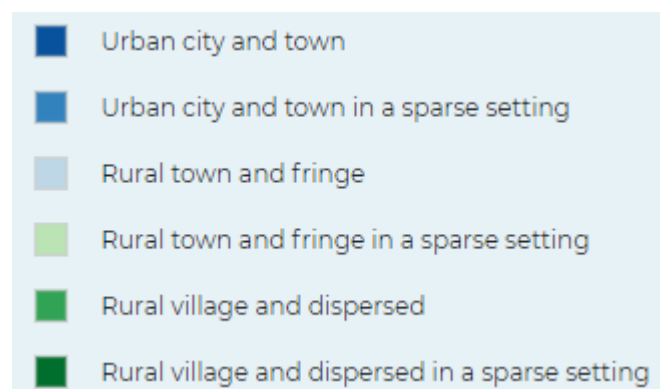 Urban city and town
Urban city and town in a sparse setting
Rural town and fringe
Rural town and fringe in a sparse setting
Rural village and dispersed
Rural village and dispersed in a sparse setting